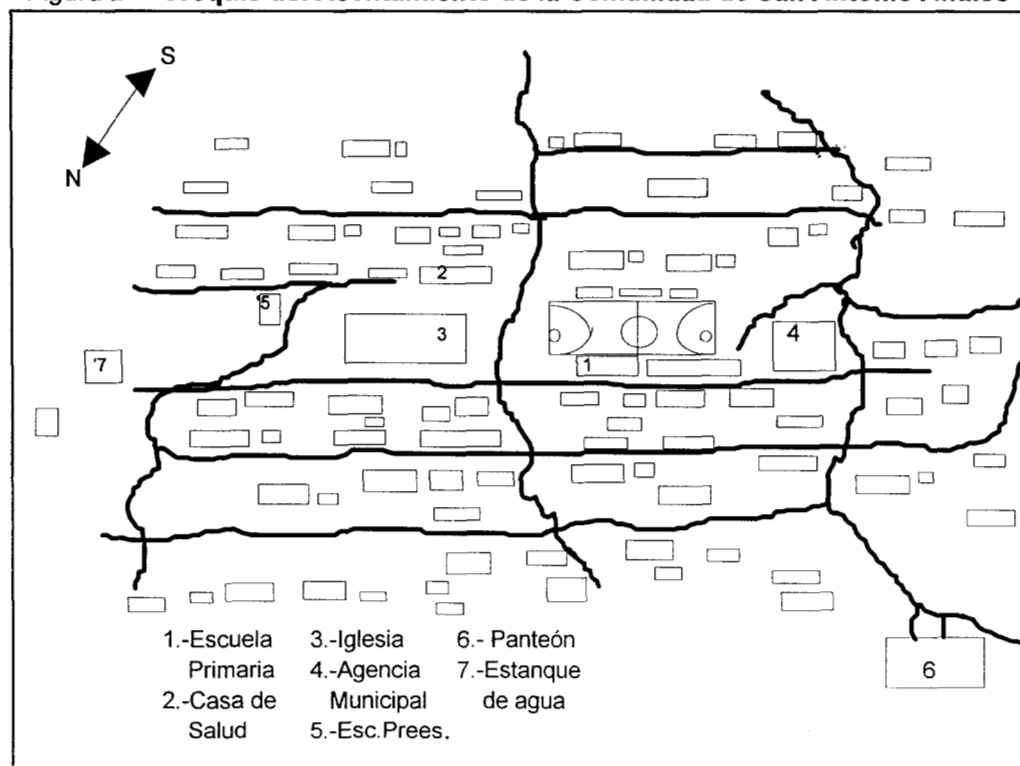 S
N
2
'5
3
4
'7
1
1.-Escuela Primaria
2.-Casa de Salud
3.-Iglesia
4.-Agencia Municipal
5.-Esc.Prees.
6.- Panteón
7.-Estanque de agua
6